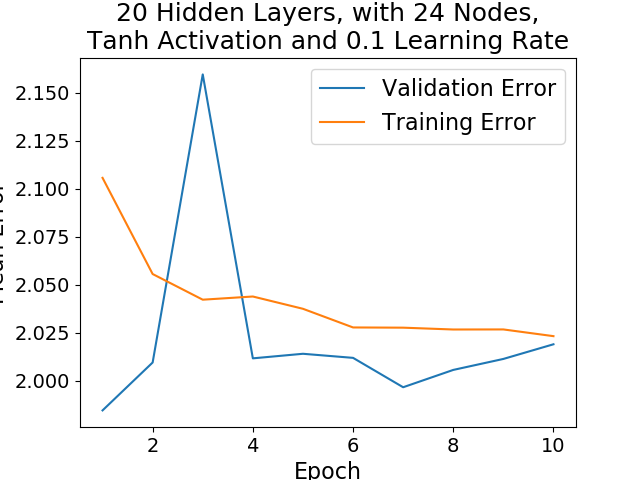 20 Hidden Layers, with 24 Nodes,
Tanh Activation and 0.1 Learning Rate
Validation Error
Training Error
2.150
2.125
2.100
2.075
2.050
2.025
2.000
2 4 6 8 10
Epoch